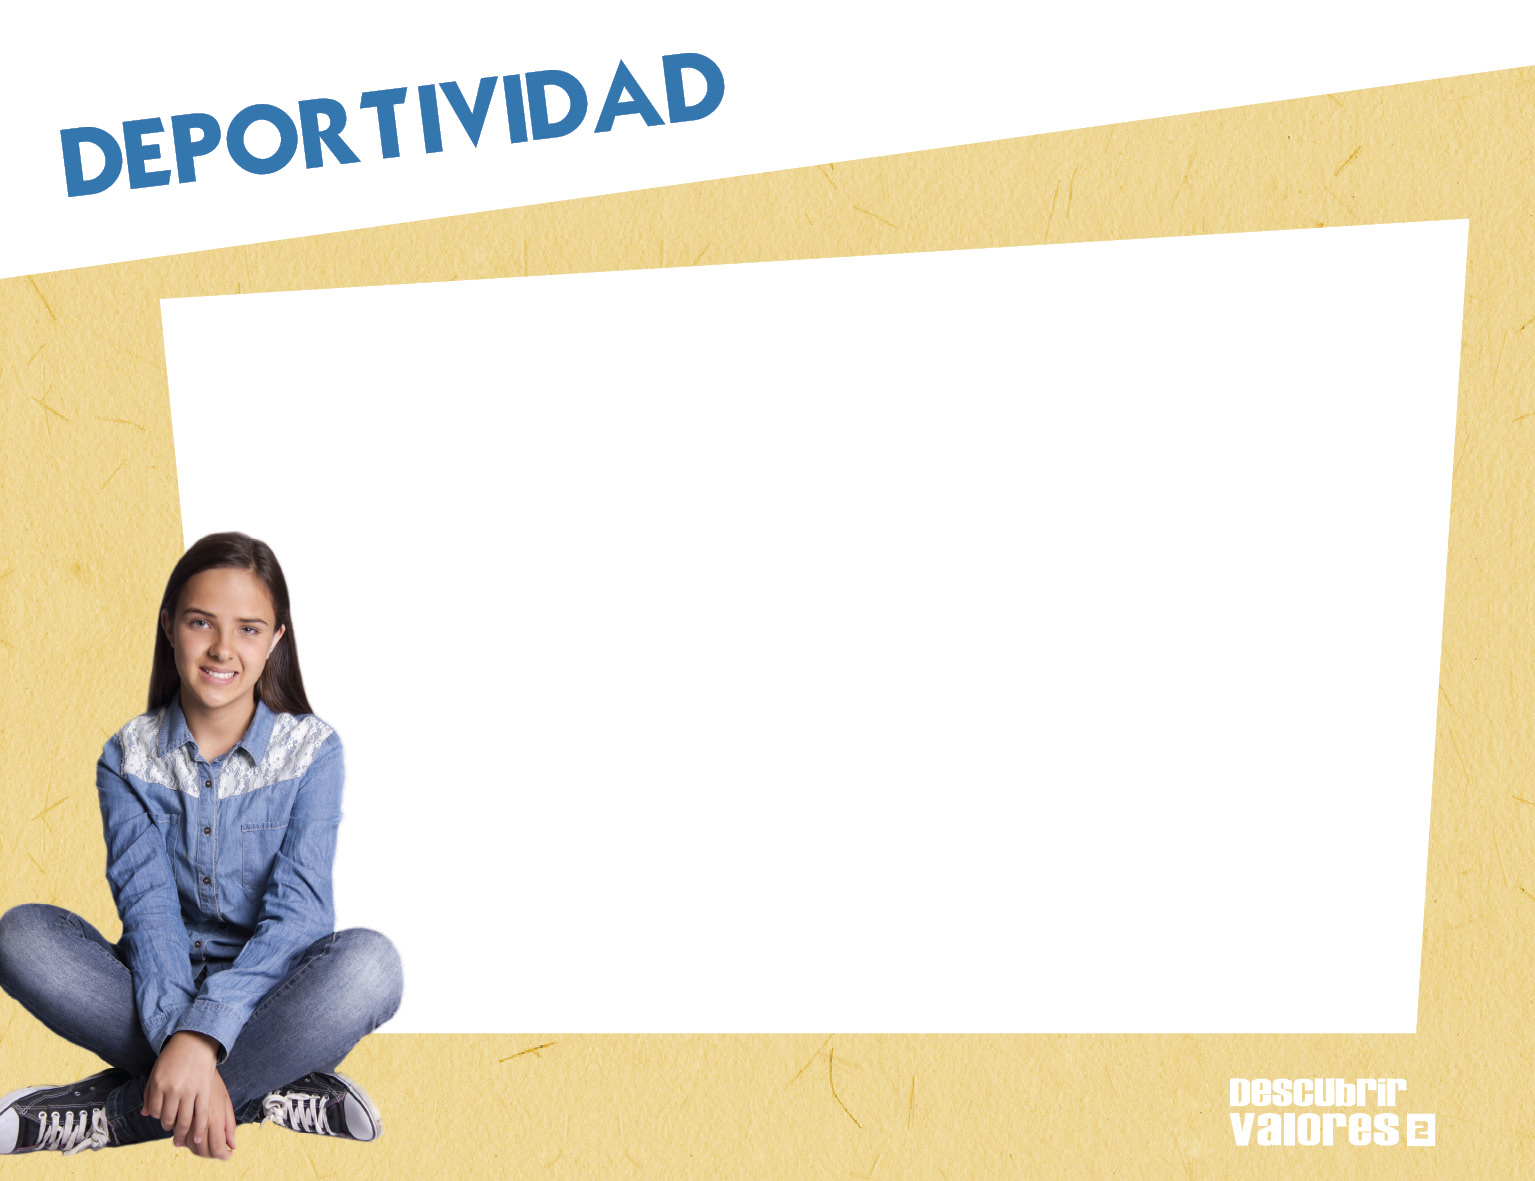 DEPORTIVIDAD
DESCUBrir
valores 2